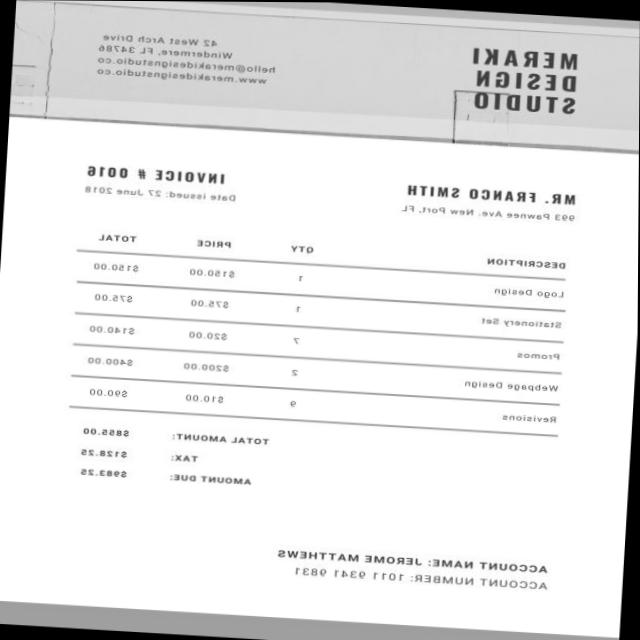 MERAKI
DESIGN
STUDIO
42 West Arch Drive
Windermere, FL 34786
hello@merakidesignstudio.co
www.merakidesignstudio.co
MR. FRANCO SMITH
993 Pawnee Ave. New Port, FL
INVOICE # 0016
Date issued: 27 June 2018
DESCRIPTION QTY PRICE TOTAL
Logo Design 1 $150.00 $150.00
Stationery Set 1 $75.00 $75.00
Promos 7 $20.00 $140.00
Webpage Design 2 $200.00 $400.00
Revisions 9 $10.00 $90.00
TOTAL AMOUNT: $855.00
TAX: $128.25
AMOUNT DUE: $983.25
ACCOUNT NAME: JEROME MATTHEWS
ACCOUNT NUMBER: 1011 9341 9831